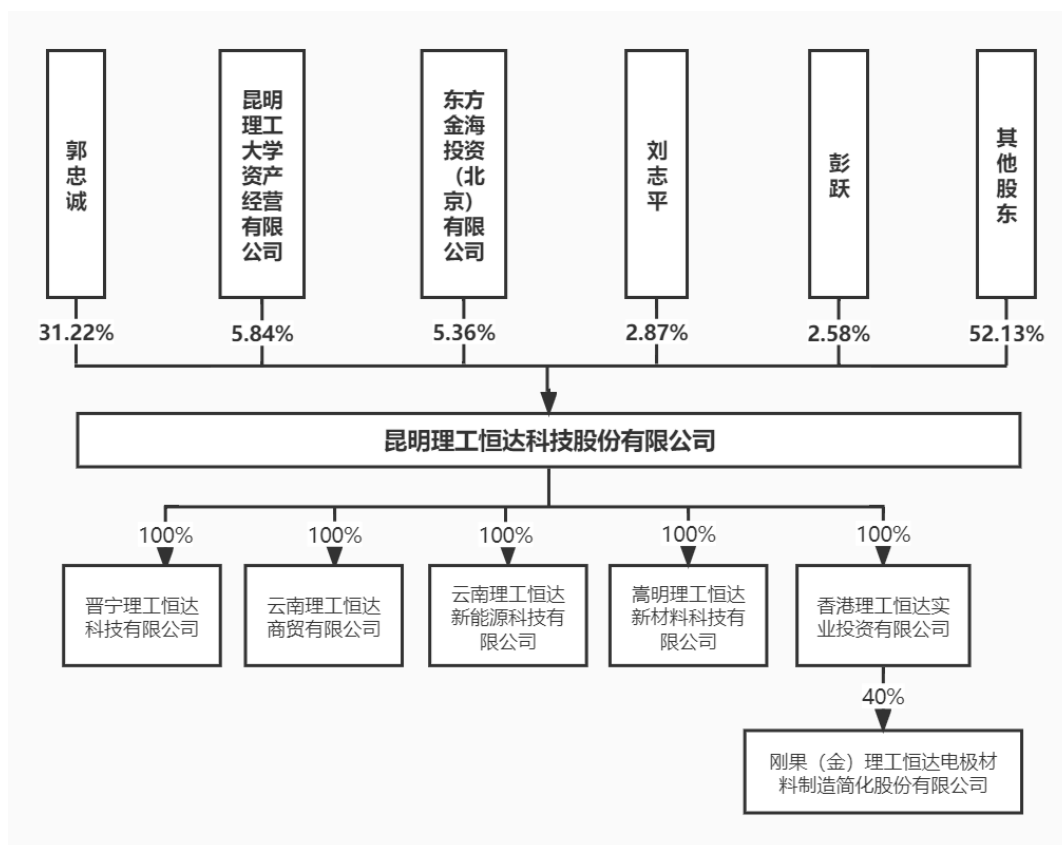 郭
忠
诚
昆明
理工
大学
资产
经营
有限
公司
东方
金海
投资
（北
京）
有限
公司
刘
志
平
彭
跃
其
他
股
东
31.22%
5.84%
5.36%
2.87%
2.58%
52.13%
昆明理工恒达科技股份有限公司
100%
100%
100%
100%
100%
晋宁理工恒达
科技有限公司
云南理工恒达
商贸有限公司
云南理工恒达
新能源科技有
限公司
嵩明理工恒达
新材料科技有
限公司
香港理工恒达实
业投资有限公司
40%
刚果（金）理工恒达电极材
料制造简化股份有限公司